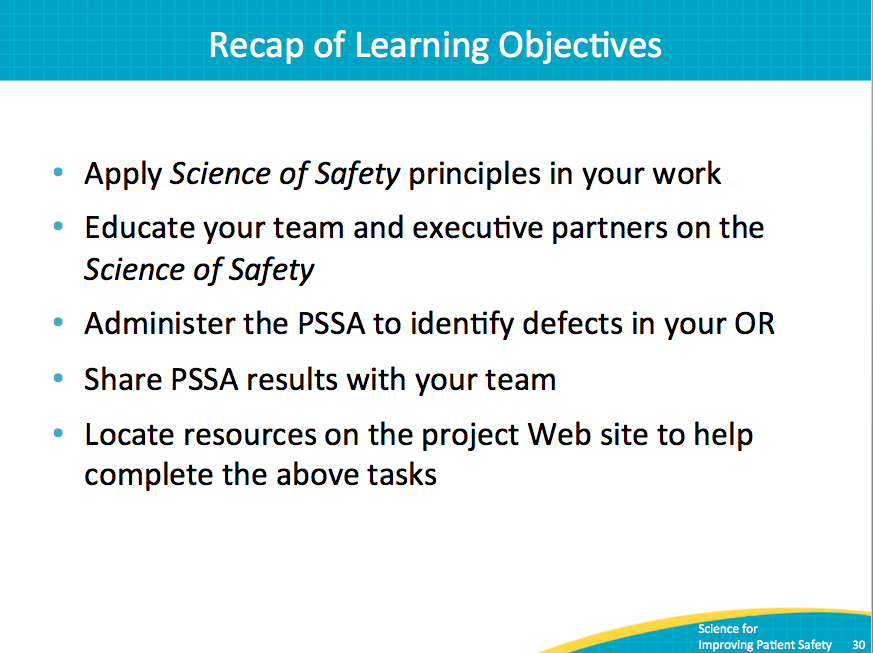 Recap of Learning Objectives
• Apply Science of Safety principles in your work
• Educate your team and executive partners on the
Science of Safety
• Administer the PSSA to identify defects in your OR
• Share PSSA results with your team
• Locate resources on the project Web site to help
complete the above tasks
Science for
Improving Patient Safety 30